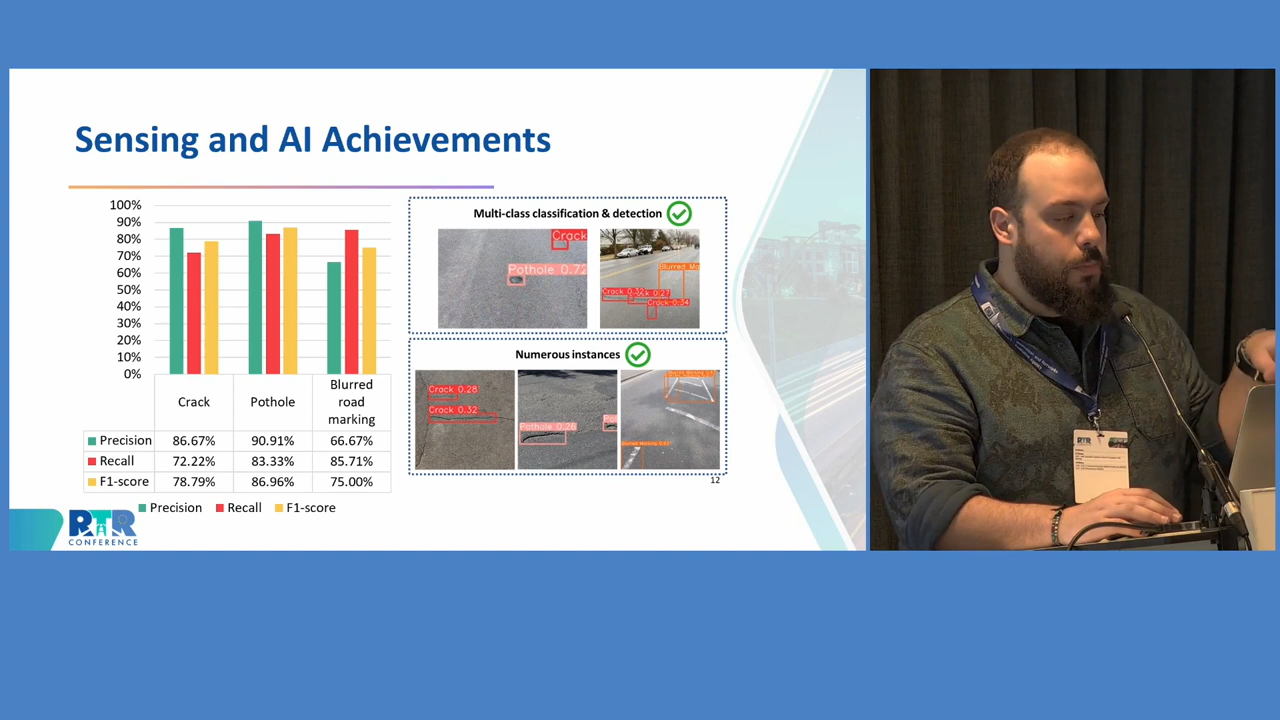 Sensing and AI Achievements
100%
90%
80%
70%
60%
50%
40%
30%
20%
10%
0%
Crack
Pothole
Blurred
road
marking
Precision 86.67% 90.91% 66.67%
Recall 72.22% 83.33% 85.71%
F1-score 78.79% 86.96% 75.00%
Precision Recall F1-score
Multi-class classification & detection
Crack
Pothole 0.72
Blurred Ma
Crack 0.32
0.27
Crack 0.34
Numerous instances
Crack 0.28
Crack 0.32
Pothole 0.26
Pot
12
RTR
CONFERENCE
RTR